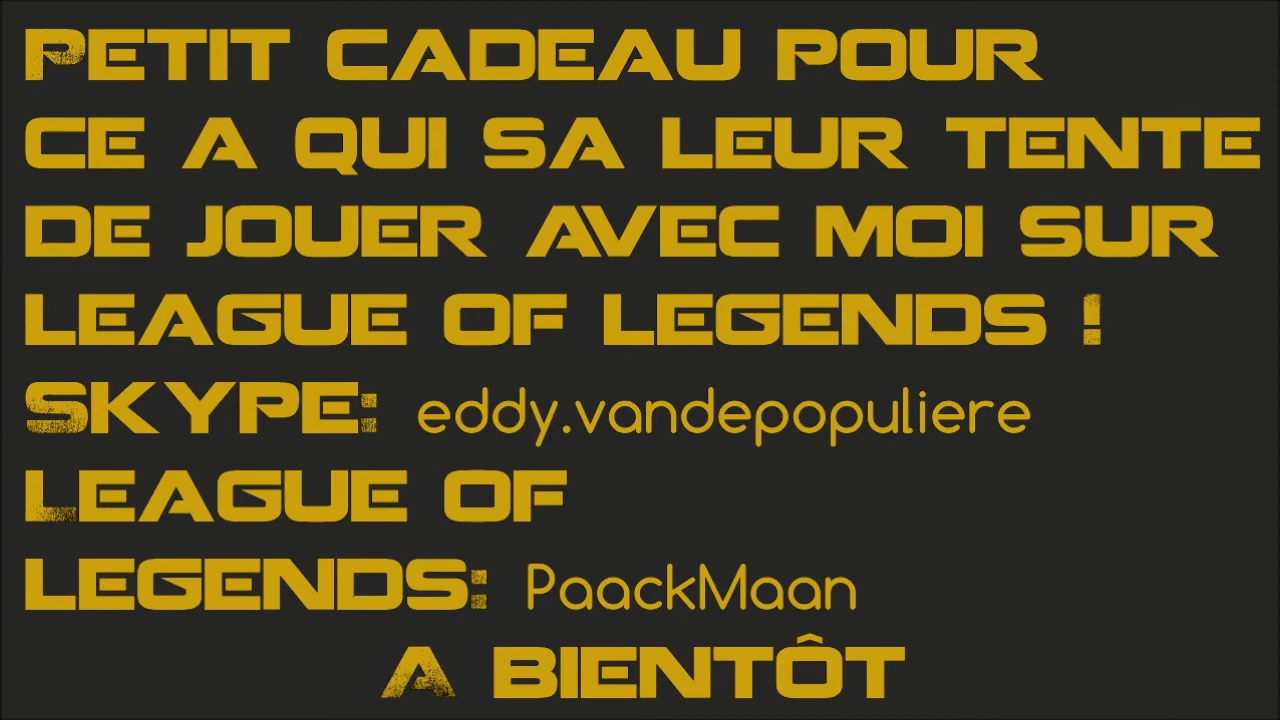 PETIT CADEAU POUR
CE A QUI SA LEUR TENTE
DE JOUER AVEC MOI SUR
LEAGUE OF LEGENDS !
SKYPE: eddy.vandepopuliere
LEAGUE OF
LEGENDS: PaackMaan
A BIENTÔT